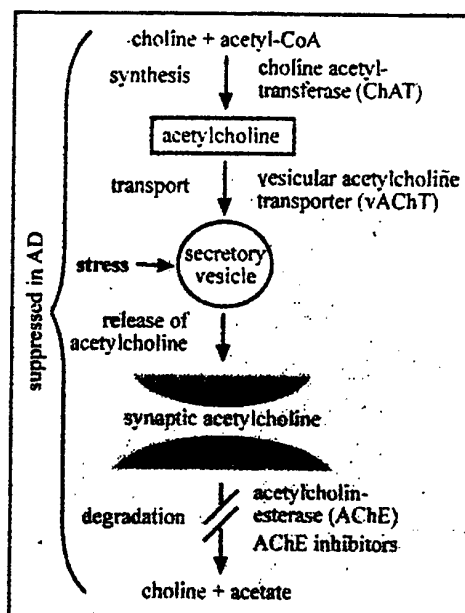 choline + acetyl-CoA
synthesis
choline acetyl-
transferase (ChAT)
acetylcholine
transport
vesicular acetylcholine
transporter (vAChT)
stress
secretory
vesicle
release of
acetylcholine
synaptic acetylcholine
degradation
acetylcholin-
esterase (AChE)
AChE inhibitors
choline + acetate
suppressed in AD